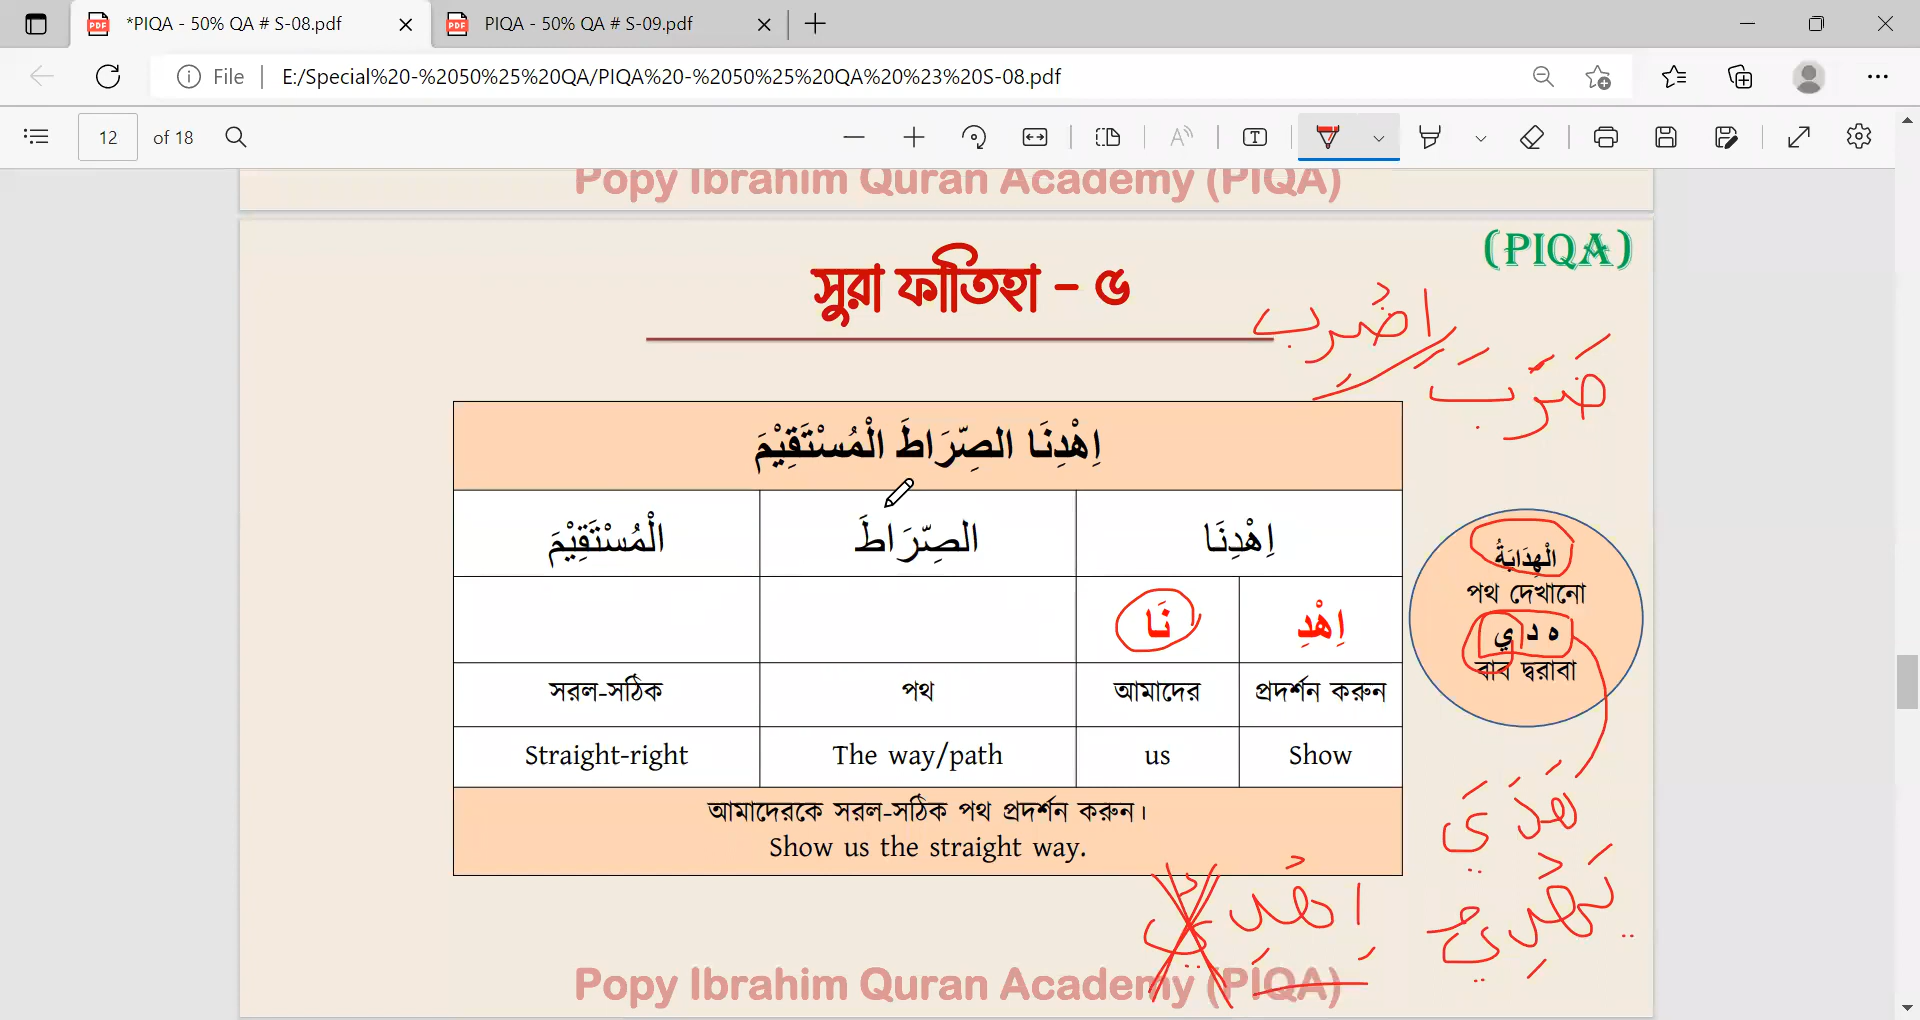 *PIQA - 50% QA # S-08.pdf
PIQA - 50% QA # S-09.pdf
File
E:/Special%20-%2050%25%20QA/PIQA%20-%2050%25%20QA%20%23%20S-08.pdf
12 of 18
Popy Ibrahim Quran Academy (PIQA)
(PIQA)
সুরা ফাতিহা – ৬
اِضْرِب
ضَرَبَ
اِهْدِنَا الصِّرَاطَ الْمُسْتَقِيْمَ
اِهْدِنَا الصِّرَاطَ الْمُسْتَقِيْمَ
اِهْدِ نَا
প্রদর্শন করুন আমাদের পথ সরল-সঠিক
Straight-right The way/path us Show
আমাদেরকে সরল-সঠিক পথ প্রদর্শন করুন।
Show us the straight way.
الْهِدَايَةُ
পথ দেখানো
ه د ي
বাব দ্বরাবা
هَدَيَ
يَهْدِيْ
اِهْدِيْ
Popy Ibrahim Quran Academy (PIQA)